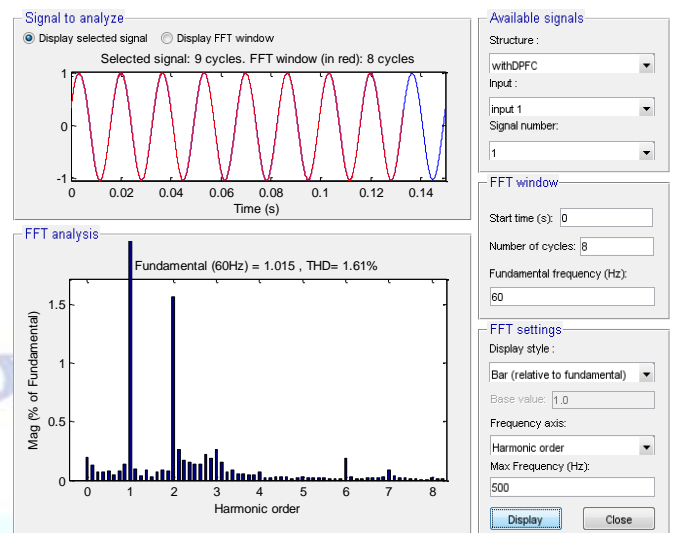 Signal to analyze
Display selected signal Display FFT window
Selected signal: 9 cycles. FFT window (in red): 8 cycles
1
0
-1
0 0.02 0.04 0.06 0.08 0.1 0.12 0.14
Time (s)
FFT analysis
Fundamental (60Hz) = 1.015 , THD= 1.61%
Mag (% of Fundamental)
1.5
1
0.5
0
0 1 2 3 4 5 6 7 8
Harmonic order
Available signals
Structure :
withDPFC
Input :
input 1
Signal number:
1
FFT window
Start time (s): 0
Number of cycles: 8
Fundamental frequency (Hz):
60
FFT settings
Display style :
Bar (relative to fundamental)
Base value: 1.0
Frequency axis:
Harmonic order
Max Frequency (Hz):
500
Display Close